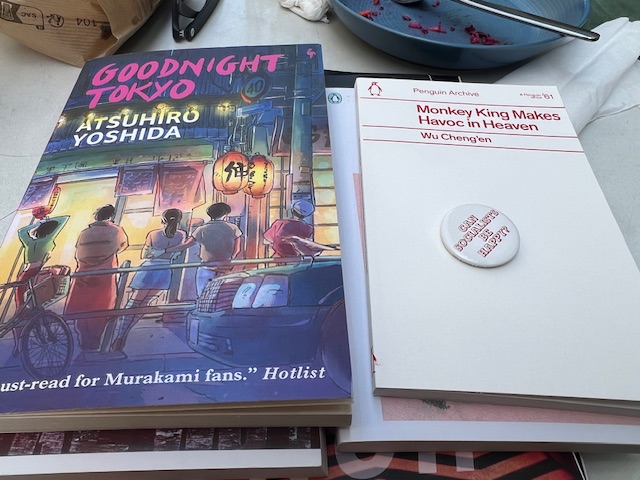 GOODNIGHT
TOKYO
ATSUHIRO
YOSHIDA
ust-read for Murakami fans.” Hotlist
Penguin Archive
Monkey King Makes
Havoc in Heaven
Wu Cheng'en
CAN
SOCIALISTS
BE
HAPPY?
104